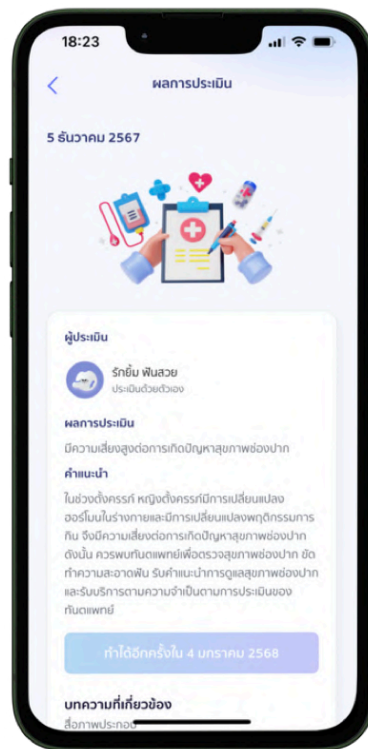 18:23
ผลการประเมิน
5 ธันวาคม 2567
ผู้ประเมิน
รักยิ้ม ฟันสวย
ประเมินด้วยตัวเอง
ผลการประเมิน
มีความเสี่ยงสูงต่อการเกิดปัญหาสุขภาพช่องปาก
คำแนะนำ
ในช่วงตั้งครรภ์ หญิงตั้งครรภ์มีการเปลี่ยนแปลง
ฮอร์โมนในร่างกายและมีการเปลี่ยนแปลงพฤติกรรมการ
กิน จึงมีความเสี่ยงต่อการเกิดปัญหาสุขภาพช่องปาก
ดังนั้น ควรพบทันตแพทย์เพื่อตรวจสุขภาพช่องปาก ขัด
ทำความสะอาดฟัน รับคำแนะนำการดูแลสุขภาพช่องปาก
และรับบริการตามความจำเป็นตามการประเมินของ
ทันตแพทย์
ทำได้อีกครั้งใน 4 มกราคม 2568
บทความที่เกี่ยวข้อง
สื่อภาพประกอบ